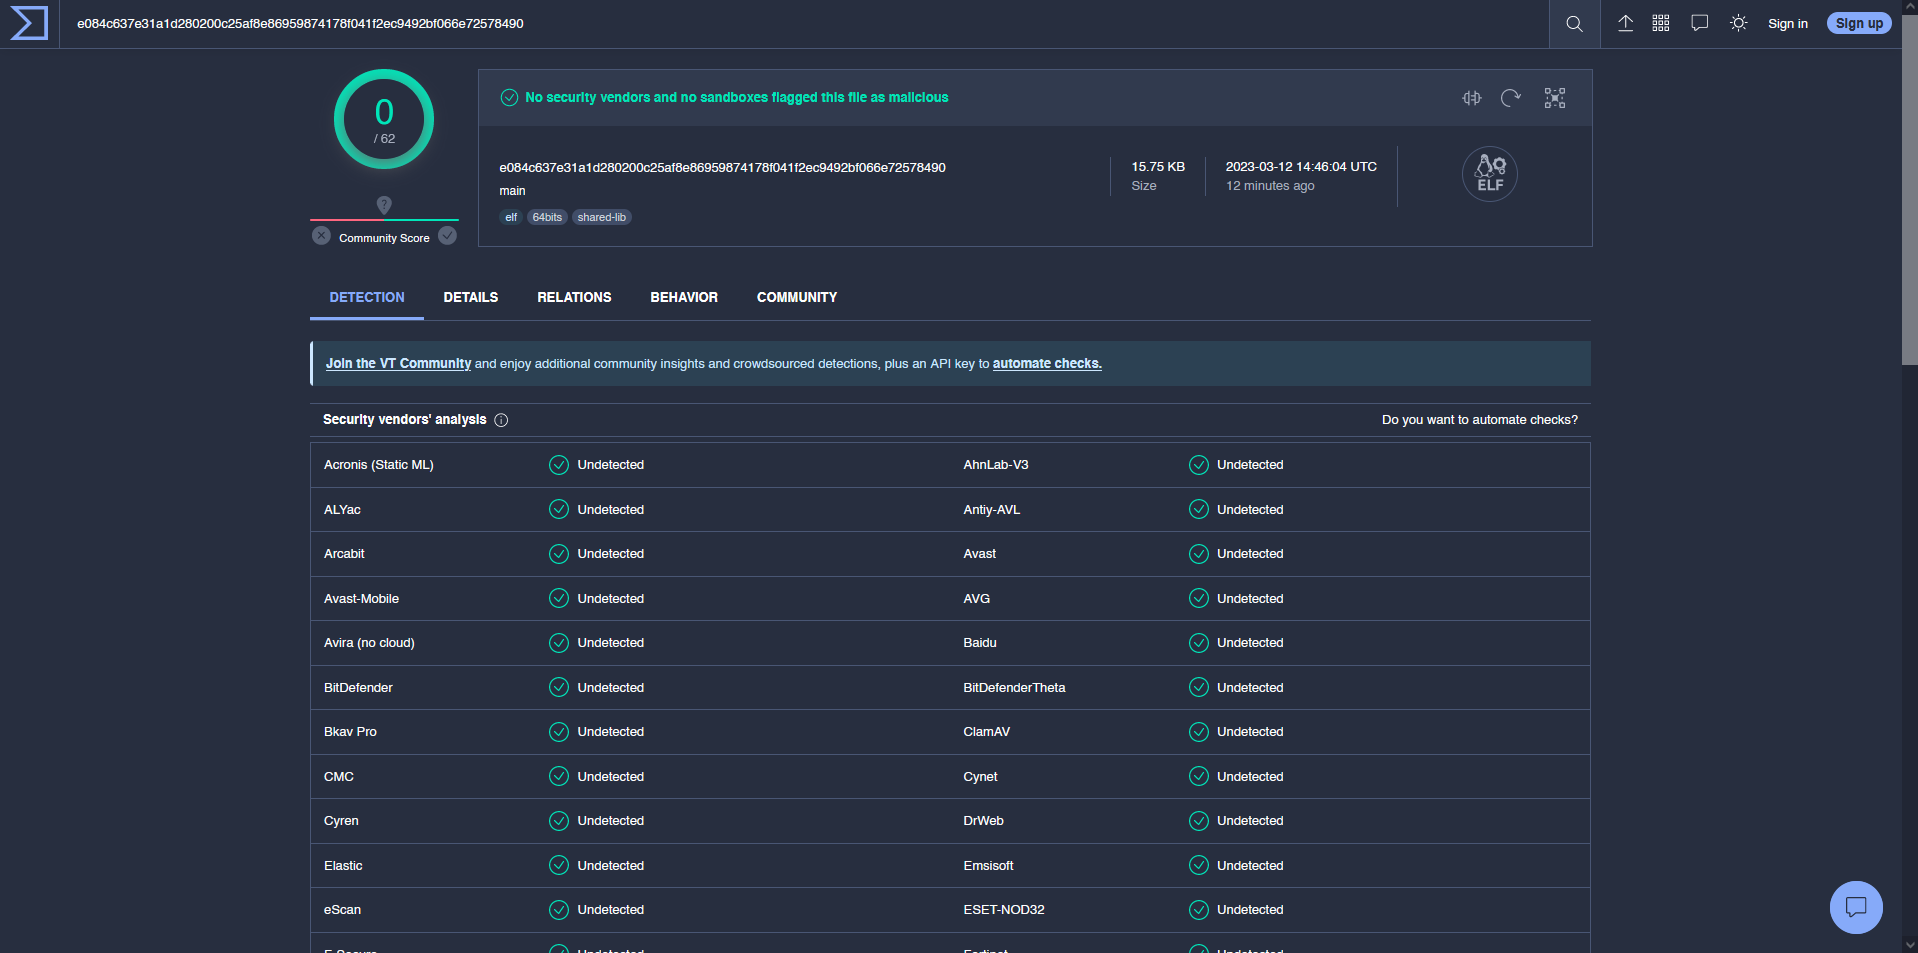 e084c637e31a1d280200c25af8e86959874178f041f2ec9492bf066e72578490
Sign in
Sign up
0
/ 62
Community Score
No security vendors and no sandboxes flagged this file as malicious
e084c637e31a1d280200c25af8e86959874178f041f2ec9492bf066e72578490
main
elf 64bits shared-lib
15.75 KB
Size
2023-03-12 14:46:04 UTC
12 minutes ago
ELF
DETECTION DETAILS RELATIONS BEHAVIOR COMMUNITY
Join the VT Community and enjoy additional community insights and crowdsourced detections, plus an API key to automate checks.
Security vendors' analysis Do you want to automate checks?
Acronis (Static ML) Undetected AhnLab-V3 Undetected
ALYac Undetected Antiy-AVL Undetected
Arcabit Undetected Avast Undetected
Avast-Mobile Undetected AVG Undetected
Avira (no cloud) Undetected Baidu Undetected
BitDefender Undetected BitDefenderTheta Undetected
Bkav Pro Undetected ClamAV Undetected
CMC Undetected Cynet Undetected
Cyren Undetected DrWeb Undetected
Elastic Undetected Emsisoft Undetected
eScan Undetected ESET-NOD32 Undetected